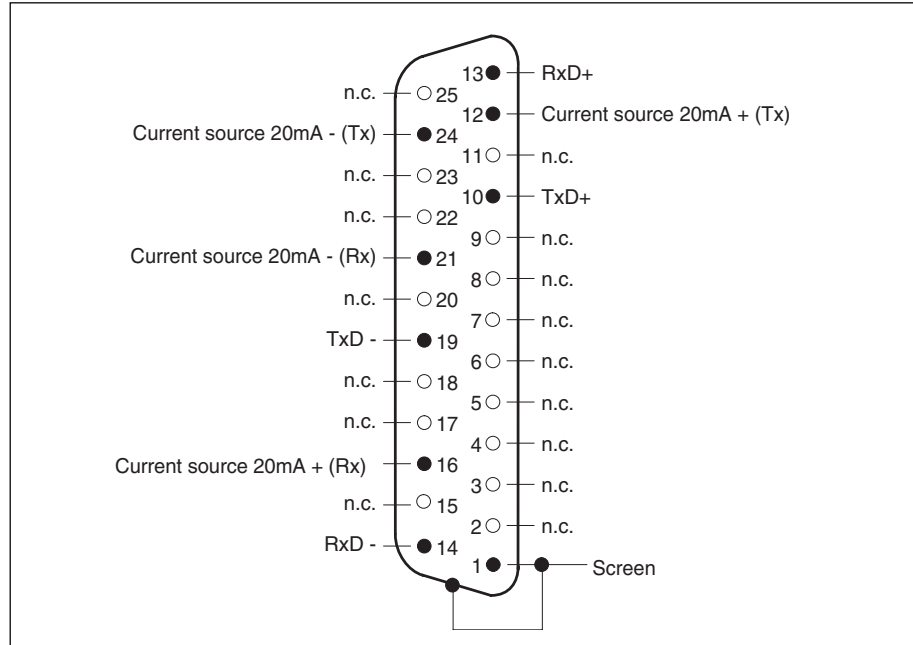 13 RxD+
n.c. 25
12 Current source 20mA + (Tx)
Current source 20mA - (Tx) 24
11 n.c.
n.c. 23
10 TxD+
n.c. 22
9 n.c.
Current source 20mA - (Rx) 21
8 n.c.
n.c. 20
7 n.c.
TxD - 19
6 n.c.
n.c. 18
5 n.c.
n.c. 17
4 n.c.
Current source 20mA + (Rx) 16
3 n.c.
n.c. 15
2 n.c.
RxD - 14
1 Screen